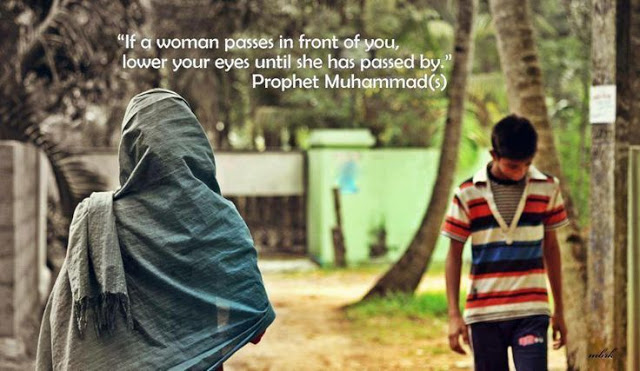 “If a woman passes in front of you,
lower your eyes until she has passed by.”
Prophet Muhammad(s)